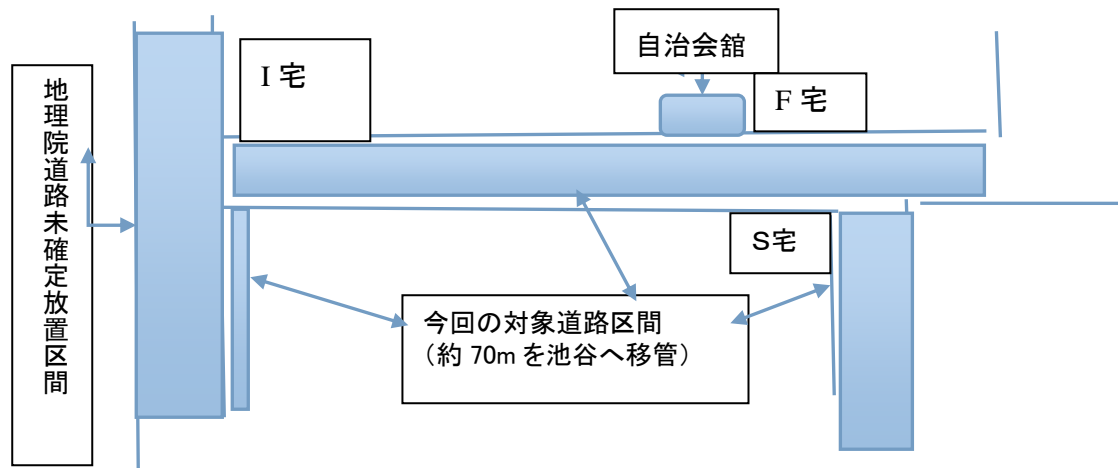 地理院道路未確定放置区間
I 宅
自治会舘
F 宅
S宅
今回の対象道路区間
（約 70m を池谷へ移管）